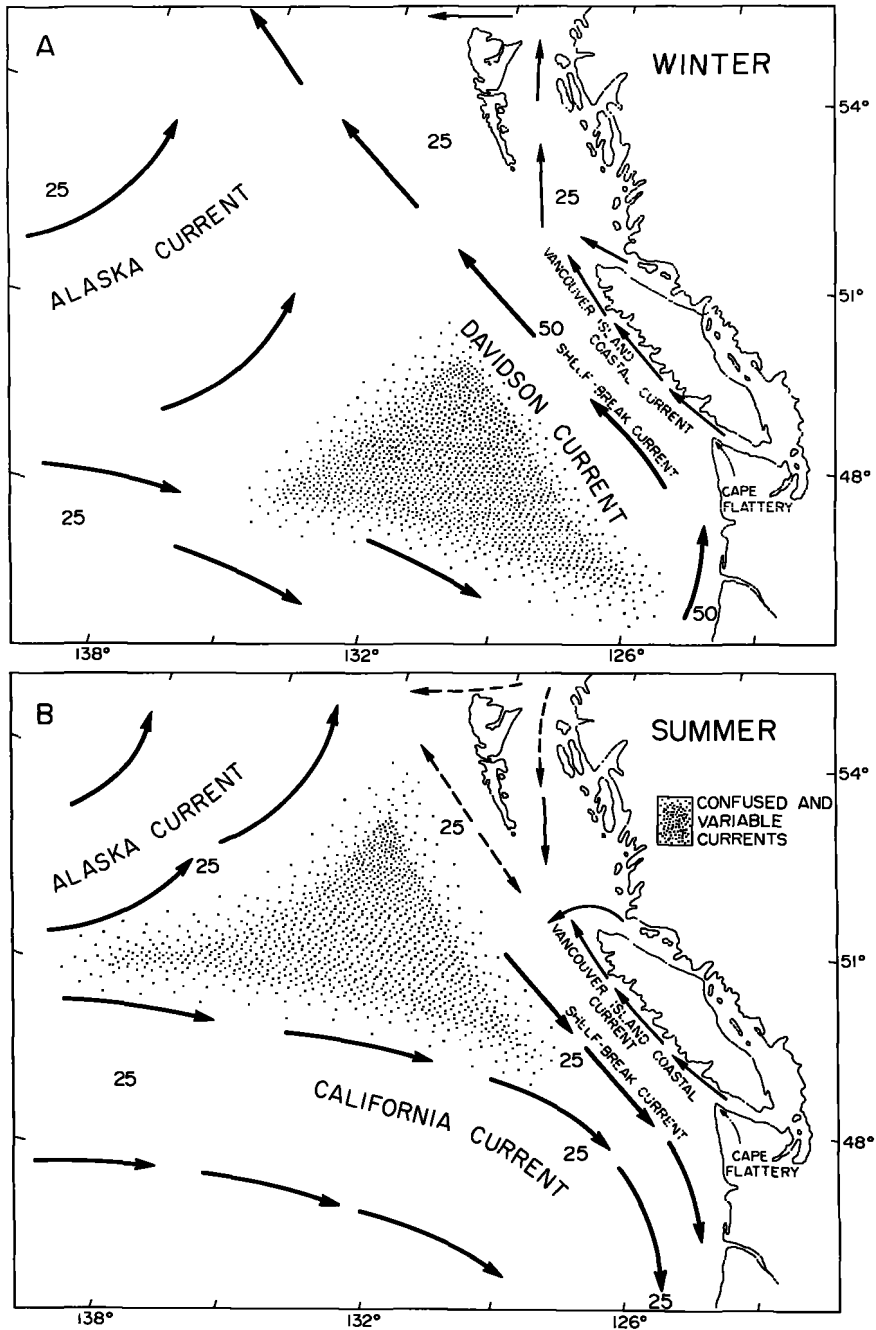 A
WINTER
54°
25
25
25
ALASKA CURRENT
51°
VANCOUVER ISLAND
COASTAL CURRENT
50
SHELF-BREAK CURRENT
DAVIDSON CURRENT
48°
CAPE
FLATTERY
25
50
138°
132°
126°
B
SUMMER
54°
CONFUSED AND
VARIABLE
CURRENTS
25
ALASKA CURRENT
25
51°
VANCOUVER ISLAND COASTAL
CURRENT
SHELF-BREAK CURRENT
25
25
CALIFORNIA CURRENT
25
48°
CAPE
FLATTERY
25
138°
132°
126°